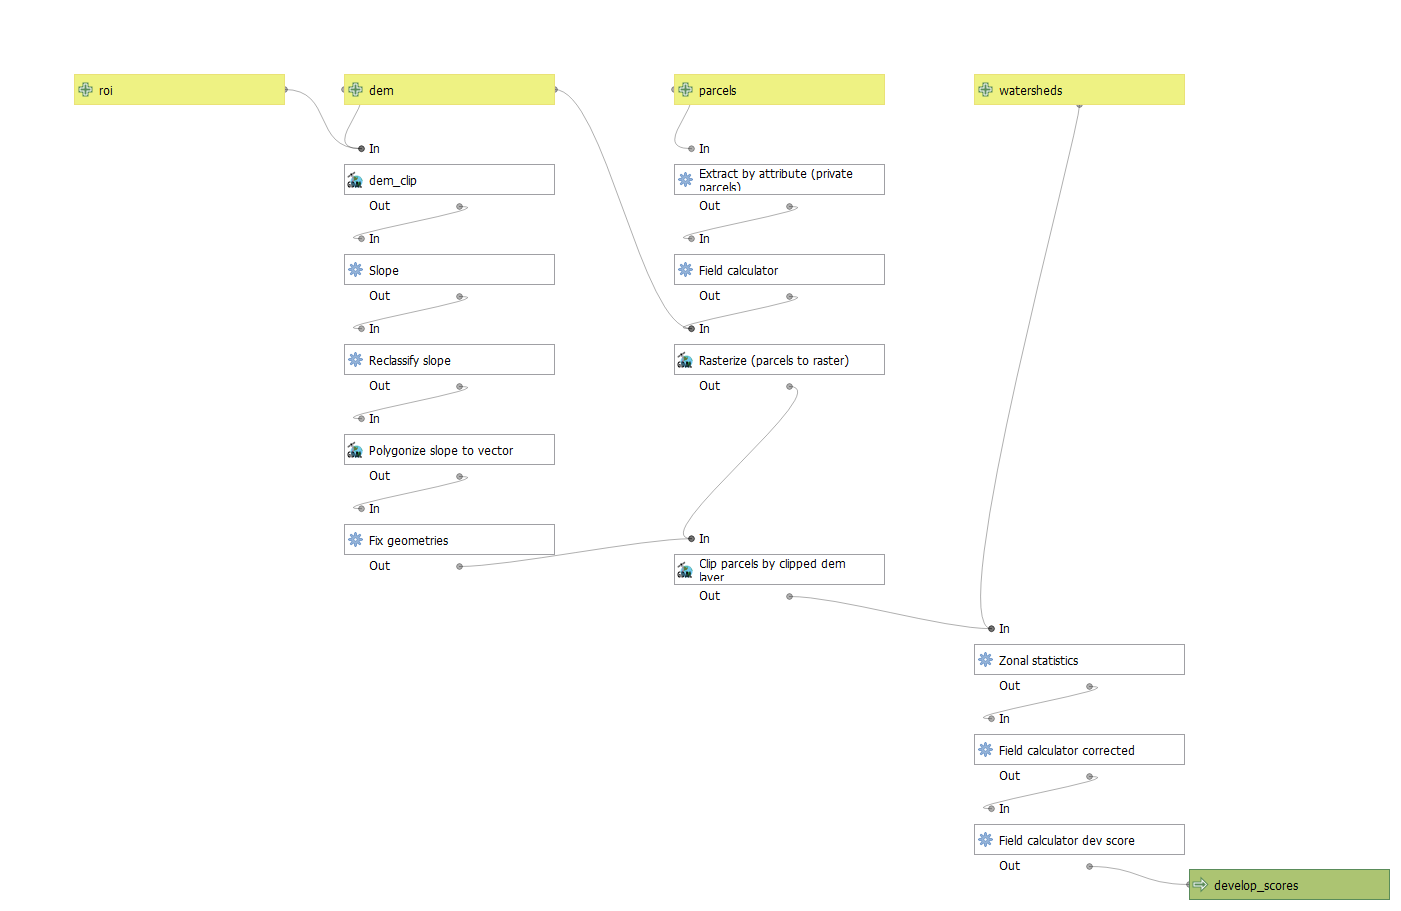 roi
dem
parcels
watersheds
In
dem_clip
Out
In
Slope
Out
In
Reclassify slope
Out
In
Polygonize slope to vector
Out
In
Fix geometries
Out
In
Extract by attribute (private
parcels)
Out
In
Field calculator
Out
In
Rasterize (parcels to raster)
Out
In
Clip parcels by clipped dem
layer
Out
In
Zonal statistics
Out
In
Field calculator corrected
Out
In
Field calculator dev score
Out
develop_scores